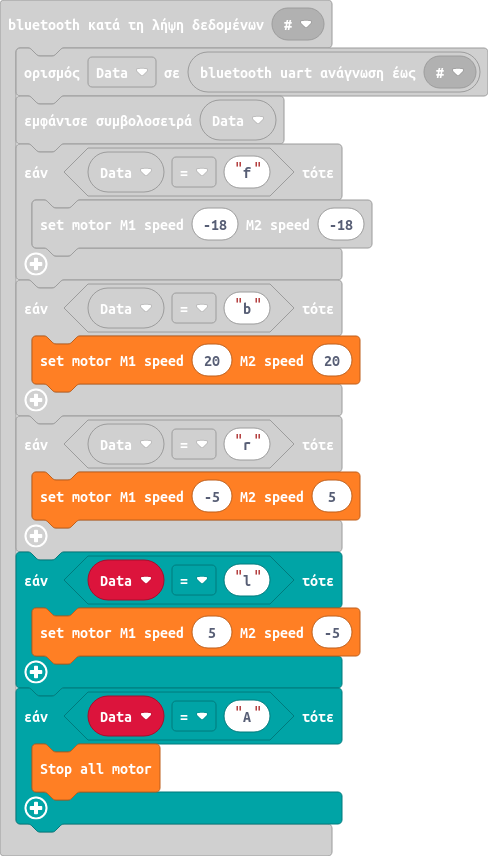 bluetooth κατά τη λήψη δεδομένων #
ορισμός Data σε bluetooth uart ανάγνωση έως #
εμφάνισε συμβολοσειρά Data
εάν Data = "f" τότε
set motor M1 speed -18 M2 speed -18
εάν Data = "b" τότε
set motor M1 speed 20 M2 speed 20
εάν Data = "r" τότε
set motor M1 speed -5 M2 speed 5
εάν Data = "l" τότε
set motor M1 speed 5 M2 speed -5
εάν Data = "A" τότε
Stop all motor